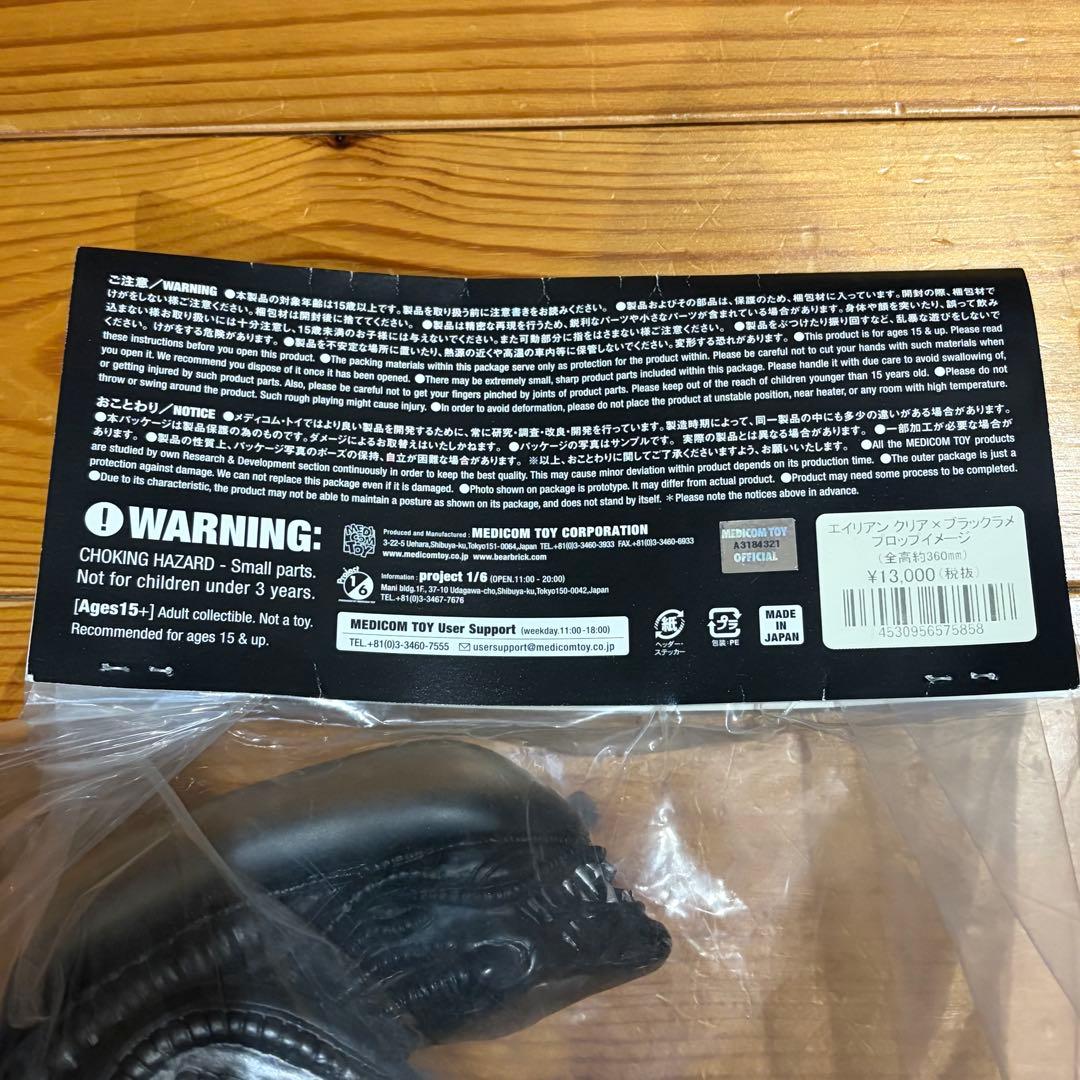 ご注意/WARNING ●本製品の対象年齢は15歳以上です。製品を取り扱う前に注意書きをお読みください。 ●製品およびその部品は、保護のため、梱包材に入っています。開封の際、梱包材で
けがをしない様ご注意ください。梱包材は開封後に捨ててください。 ●製品は精密な再現を行うため、鋭利なパーツや小さなパーツが含まれている場合があります。身体や顔を突いたり、誤って飲み
込まない様お取り扱いには十分注意し、15歳未満のお子様には与えないでください。また可動部分に指をはさまない様ご注意ください。 ●製品をぶつけたり振り回すなど、乱暴な遊びをしないで
ください。けがをする危険があります。 ●製品を不安定な場所に置いたり、熱源の近くや高温の車内等に保管しないでください。変形する恐れがあります。 ●This product is for ages 15 & up. Please read
these instructions before you open this product. ●The packing materials within this package serve only as protection for the product within. Please be careful not to cut your hands with such materials when
you open it. We recommend you dispose of it once it has been opened. ●There may be extremely small, sharp product parts included within this package. Please handle it with due care to avoid swallowing of,
or getting injured by such product parts. Also, please be careful not to get your fingers pinched by joints of product parts. Please keep out of the reach of children younger than 15 years old. ●Please do not
throw or swing around the product. Such rough playing might cause injury. ●In order to avoid deformation, please do not place the product at unstable position, near heater, or any room with high temperature.
おことわり/NOTICE ●メディコム・トイではより良い製品を開発するために、常に研究・調査・改良・開発を行っています。製造時期によって、同一製品の中にも多少の違いがある場合があります。
●本パッケージは製品保護の為のものです。ダメージによるお取替えはいたしかねます。 ●パッケージの写真はサンプルです。 実際の製品とは異なる場合があります。 ●一部加工が必要な場合が
あります。 ●製品の性質上、パッケージ写真のポーズの保持、自立が困難な場合があります。 ※以上、おことわりに関してご了承くださいますよう、お願いいたします。 ●All the MEDICOM TOY products
are studied by own Research & Development section continuously in order to keep the best quality. This may cause minor deviation within product depends on its production time. ●The outer package is just a
protection against damage. We can not replace this package even if it is damaged. ●Photo shown on package is prototype. It may differ from actual product. ●Product may need some process to be completed.
●Due to its characteristic, the product may not be able to maintain a posture as shown on its package, and does not stand by itself. ＊Please note the notices above in advance.
WARNING:
CHOKING HAZARD - Small parts.
Not for children under 3 years.
[Ages15+] Adult collectible. Not a toy.
Recommended for ages 15 & up.
MEDI COM TOY
Produced and Manufactured : MEDICOM TOY CORPORATION
3-22-5 Uehara,Shibuya-ku,Tokyo151-0064,Japan TEL.+81(0)3-3460-3933 FAX.+81(0)3-3460-6933
www.medicomtoy.co.jp www.bearbrick.com
Project 1/6
Information : project 1/6 (OPEN.11:00 - 20:00)
Mani bldg.1F., 37-10 Udagawa-cho,Shibuya-ku,Tokyo150-0042,Japan
TEL.+81(0)3-3467-7676
MEDICOM TOY User Support (weekday.11:00-18:00)
TEL.+81(0)3-3460-7555 usersupport@medicomtoy.co.jp
MEDICOM TOY
A3184321
OFFICIAL
紙
ヘッダー・
ステッカー
プラ
包装:PE
MADE
IN
JAPAN
エイリアン クリア×ブラックラメ
プロップイメージ
(全高約360mm)
¥13,000(税抜)
4530956575858